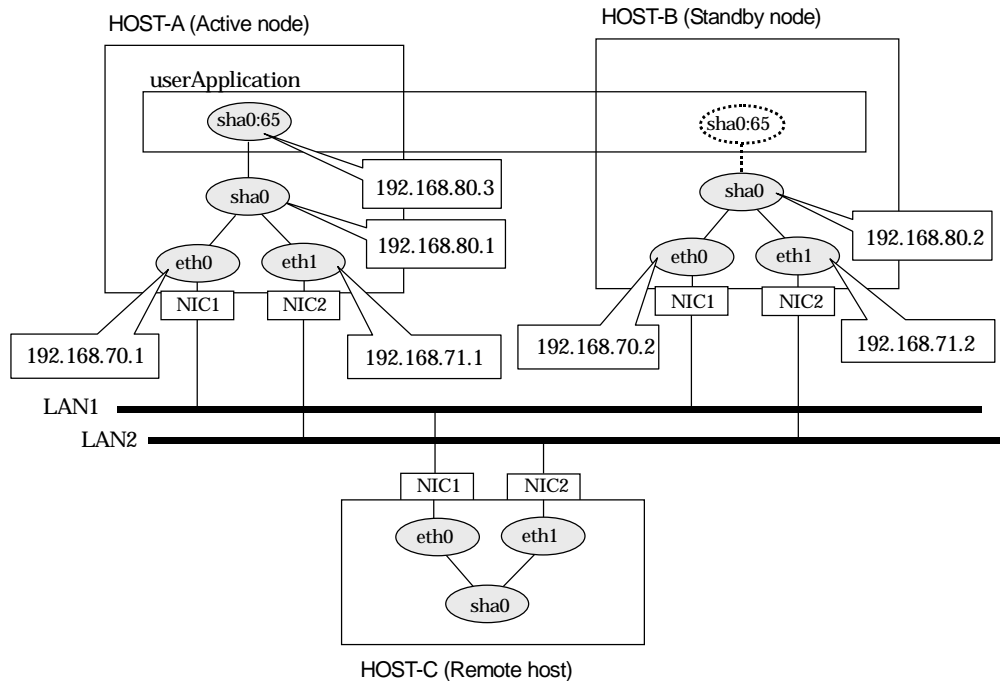 HOST-A (Active node)
HOST-B (Standby node)
userApplication
sha0:65
sha0:65
192.168.80.3
sha0
sha0
192.168.80.1
192.168.80.2
eth0
eth1
eth0
eth1
NIC1
NIC2
NIC1
NIC2
192.168.70.1
192.168.71.1
192.168.70.2
192.168.71.2
LAN1
LAN2
NIC1
NIC2
eth0
eth1
sha0
HOST-C (Remote host)